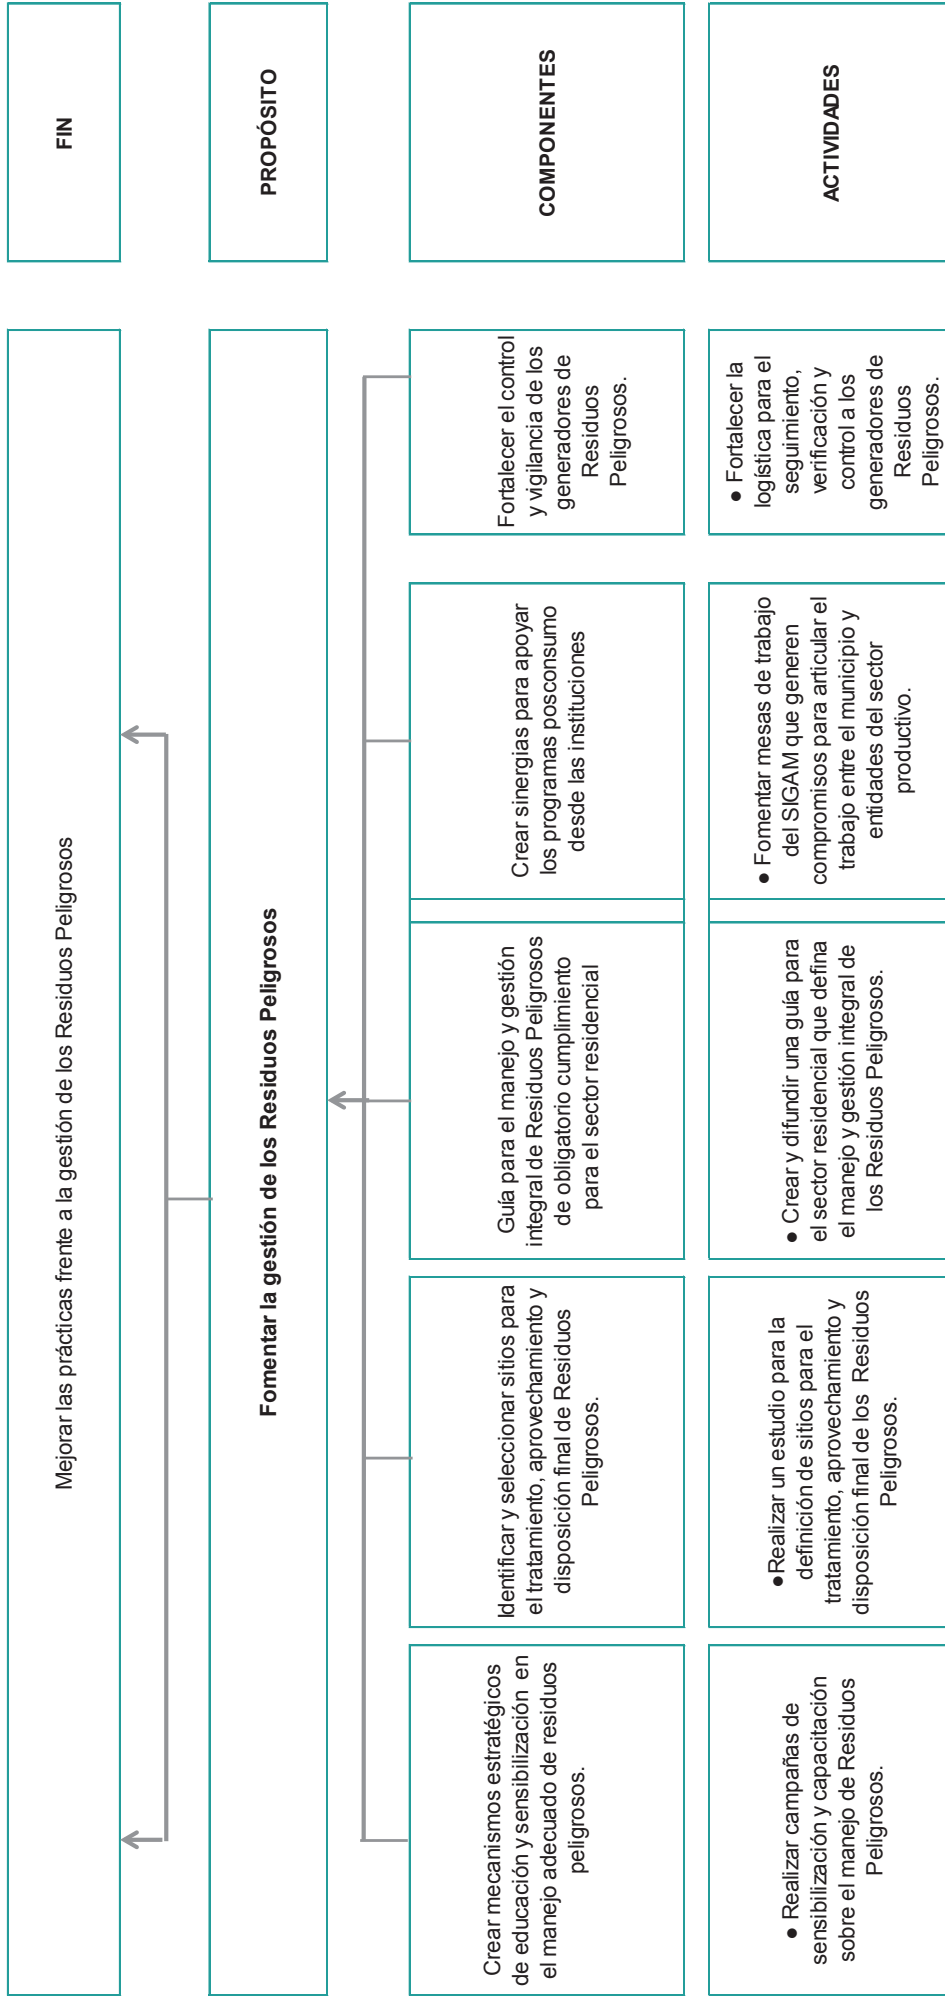 Mejorar las prácticas frente a la gestión de los Residuos Peligrosos
FIN
Fomentar la gestión de los Residuos Peligrosos
PROPÓSITO
Crear mecanismos estratégicos
de educación y sensibilización en
el manejo adecuado de residuos
peligrosos.
Identificar y seleccionar sitios para
el tratamiento, aprovechamiento y
disposición final de Residuos
Peligrosos.
Guía para el manejo y gestión
integral de Residuos Peligrosos
de obligatorio cumplimiento
para el sector residencial
Crear sinergias para apoyar
los programas posconsumo
desde las instituciones
Fortalecer el control
y vigilancia de los
generadores de
Residuos
Peligrosos.
COMPONENTES
● Realizar campañas de
sensibilización y capacitación
sobre el manejo de Residuos
Peligrosos.
●Realizar un estudio para la
definición de sitios para el
tratamiento, aprovechamiento y
disposición final de los Residuos
Peligrosos.
● Crear y difundir una guía para
el sector residencial que defina
el manejo y gestión integral de
los Residuos Peligrosos.
● Fomentar mesas de trabajo
del SIGAM que generen
compromisos para articular el
trabajo entre el municipio y
entidades del sector
productivo.
● Fortalecer la
logística para el
seguimiento,
verificación y
control a los
generadores de
Residuos
Peligrosos.
ACTIVIDADES